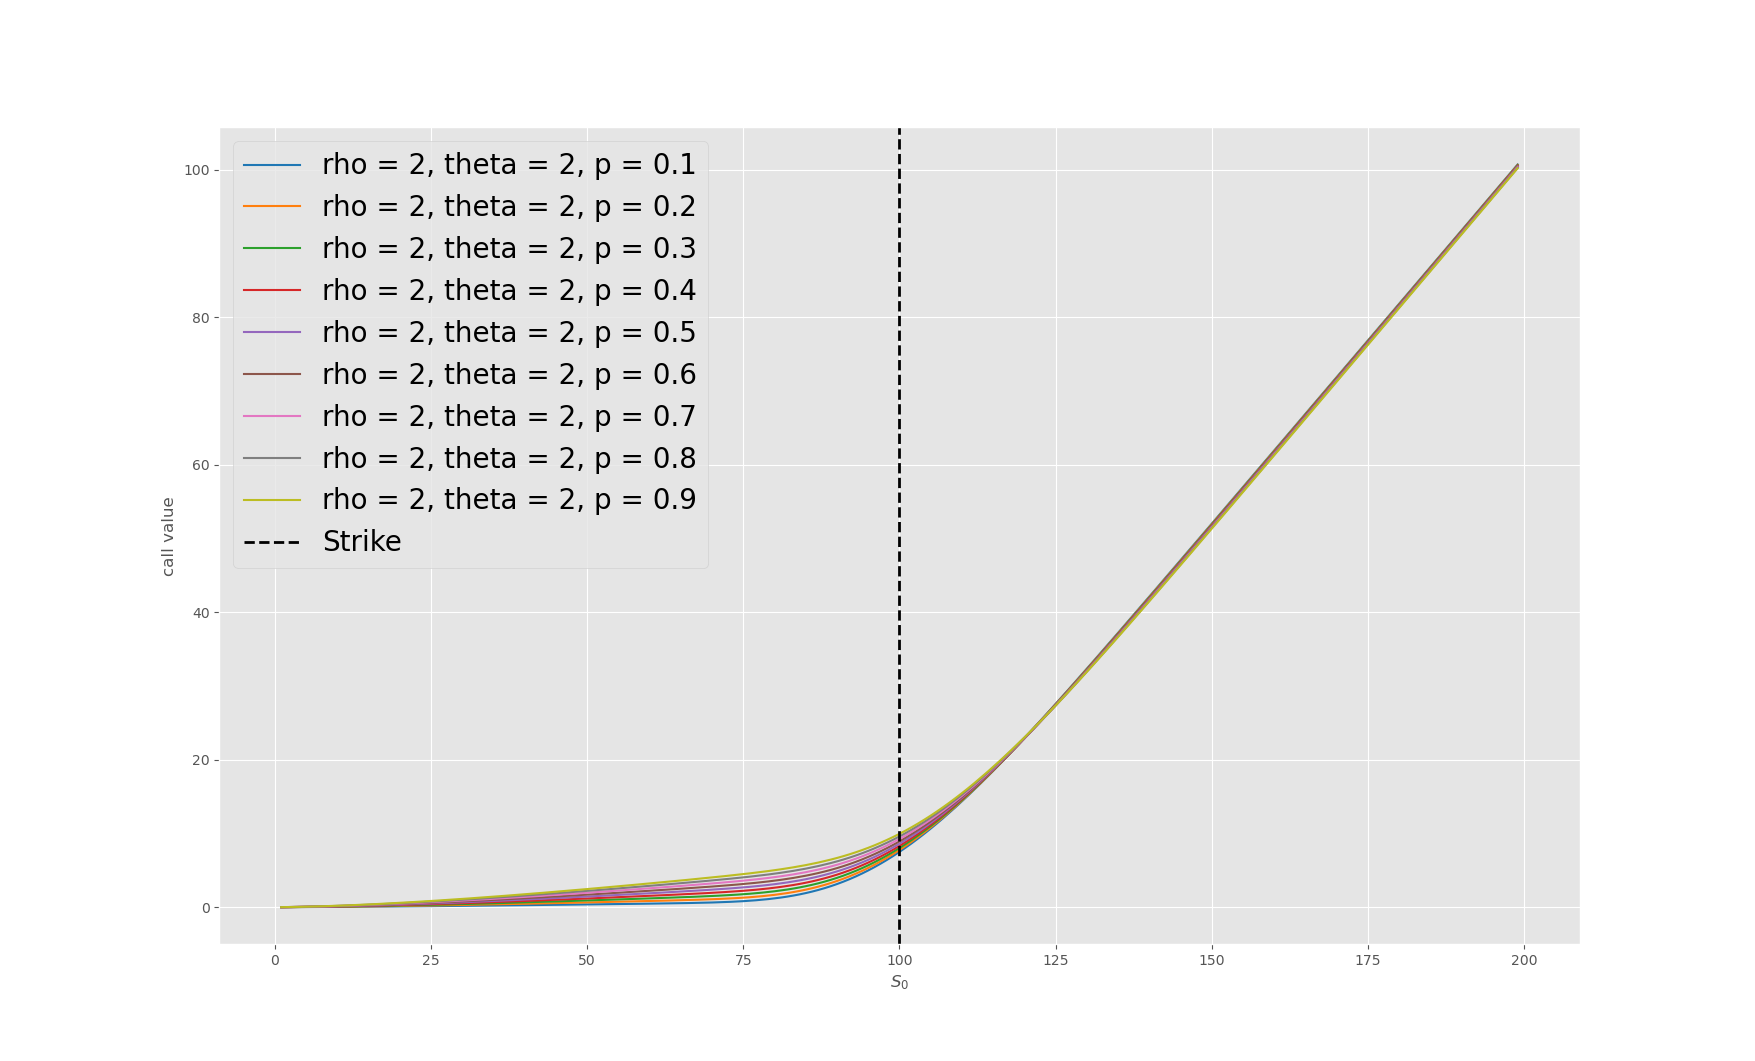 rho = 2, theta = 2, p = 0.1
rho = 2, theta = 2, p = 0.2
rho = 2, theta = 2, p = 0.3
rho = 2, theta = 2, p = 0.4
rho = 2, theta = 2, p = 0.5
rho = 2, theta = 2, p = 0.6
rho = 2, theta = 2, p = 0.7
rho = 2, theta = 2, p = 0.8
rho = 2, theta = 2, p = 0.9
Strike
100
80
60
40
20
0
call value
0 25 50 75 100 125 150 175 200
S₀